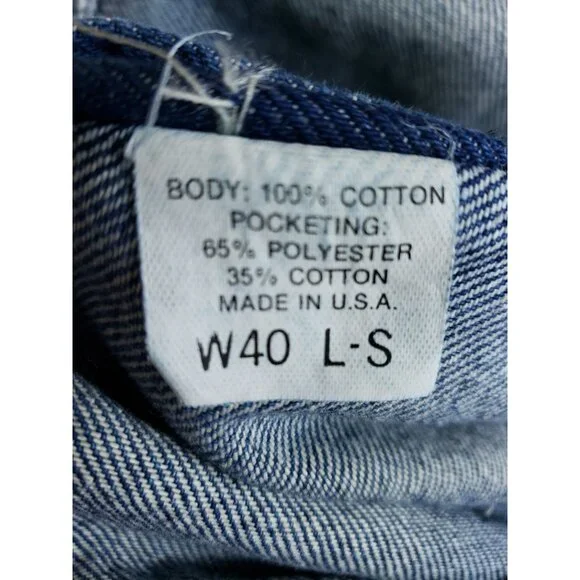 BODY: 100% COTTON
POCKETING:
65% POLYESTER
35% COTTON
MADE IN U.S.A.
W40 L-S